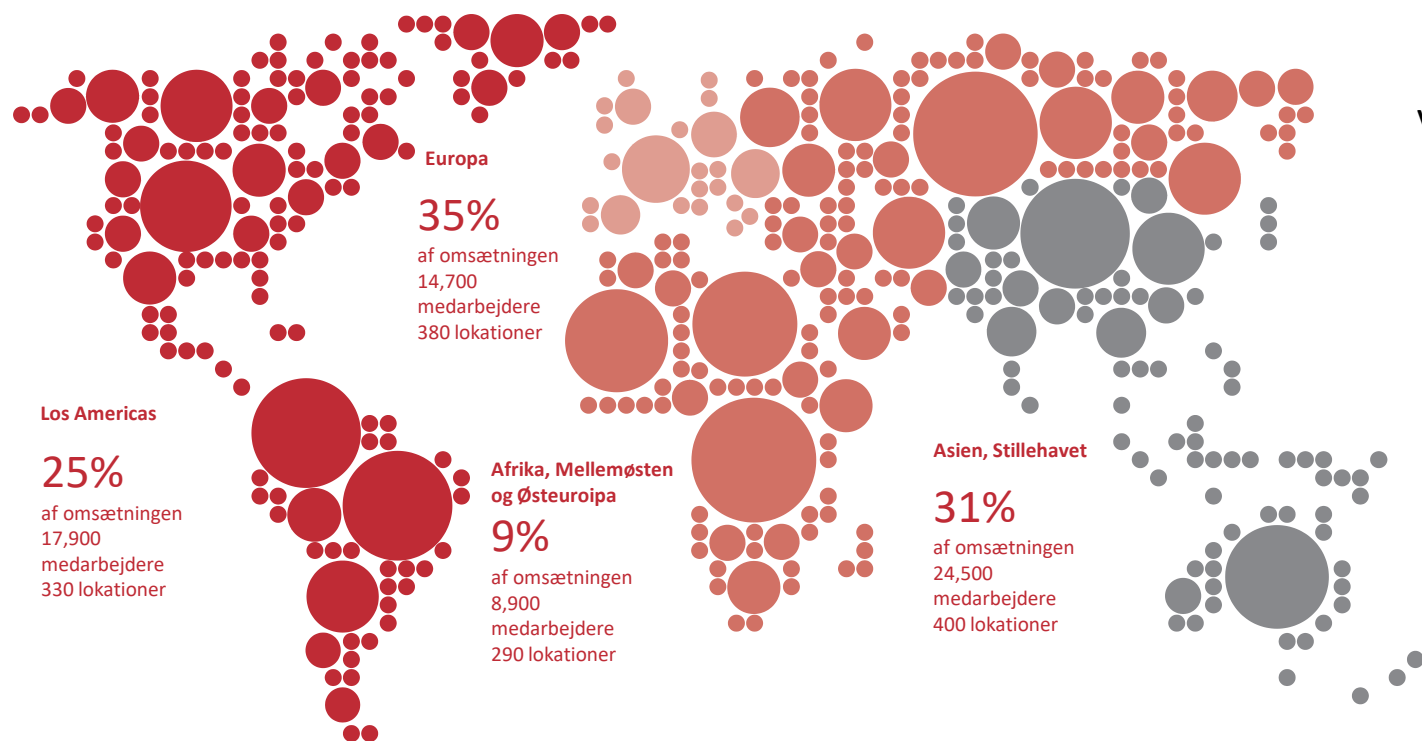 Europa
35%
af omsætningen
14,700
medarbejdere
380 lokationer
Los Americas
25%
af omsætningen
17,900
medarbejdere
330 lokationer
Afrika, Mellemøsten
og Østeuroipa
9%
af omsætningen
8,900
medarbejdere
290 lokationer
Asien, Stillehavet
31%
af omsætningen
24,500
medarbejdere
400 lokationer